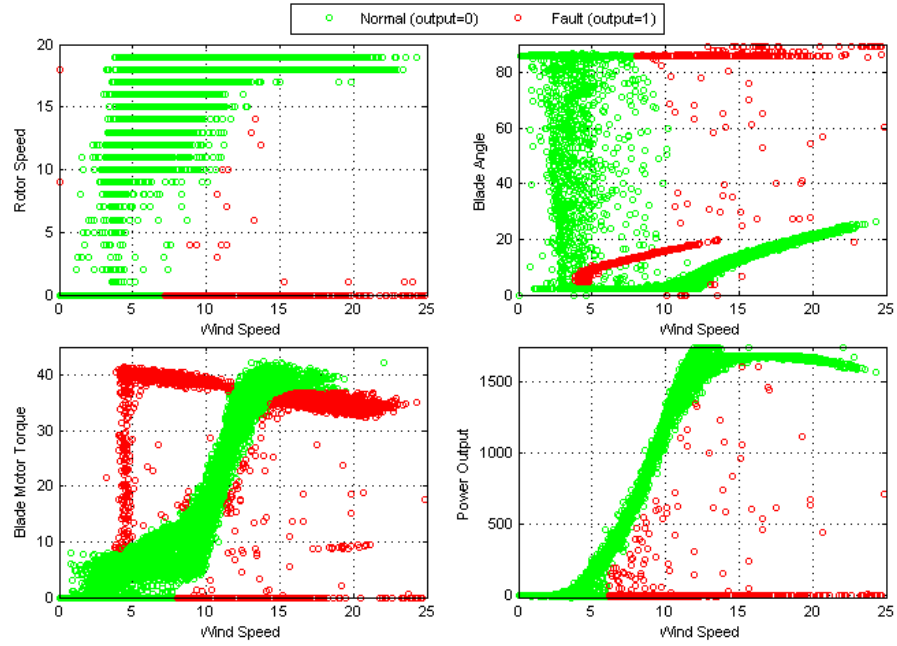 Normal (output=0) Fault (output=1)
20
15
10
5
0
Rotor Speed
0 5 10 15 20 25
Wind Speed
80
60
40
20
0
Blade Angle
0 5 10 15 20 25
Wind Speed
40
30
20
10
0
Blade Motor Torque
0 5 10 15 20 25
Wind Speed
1500
1000
500
0
Power Output
0 5 10 15 20 25
Wind Speed